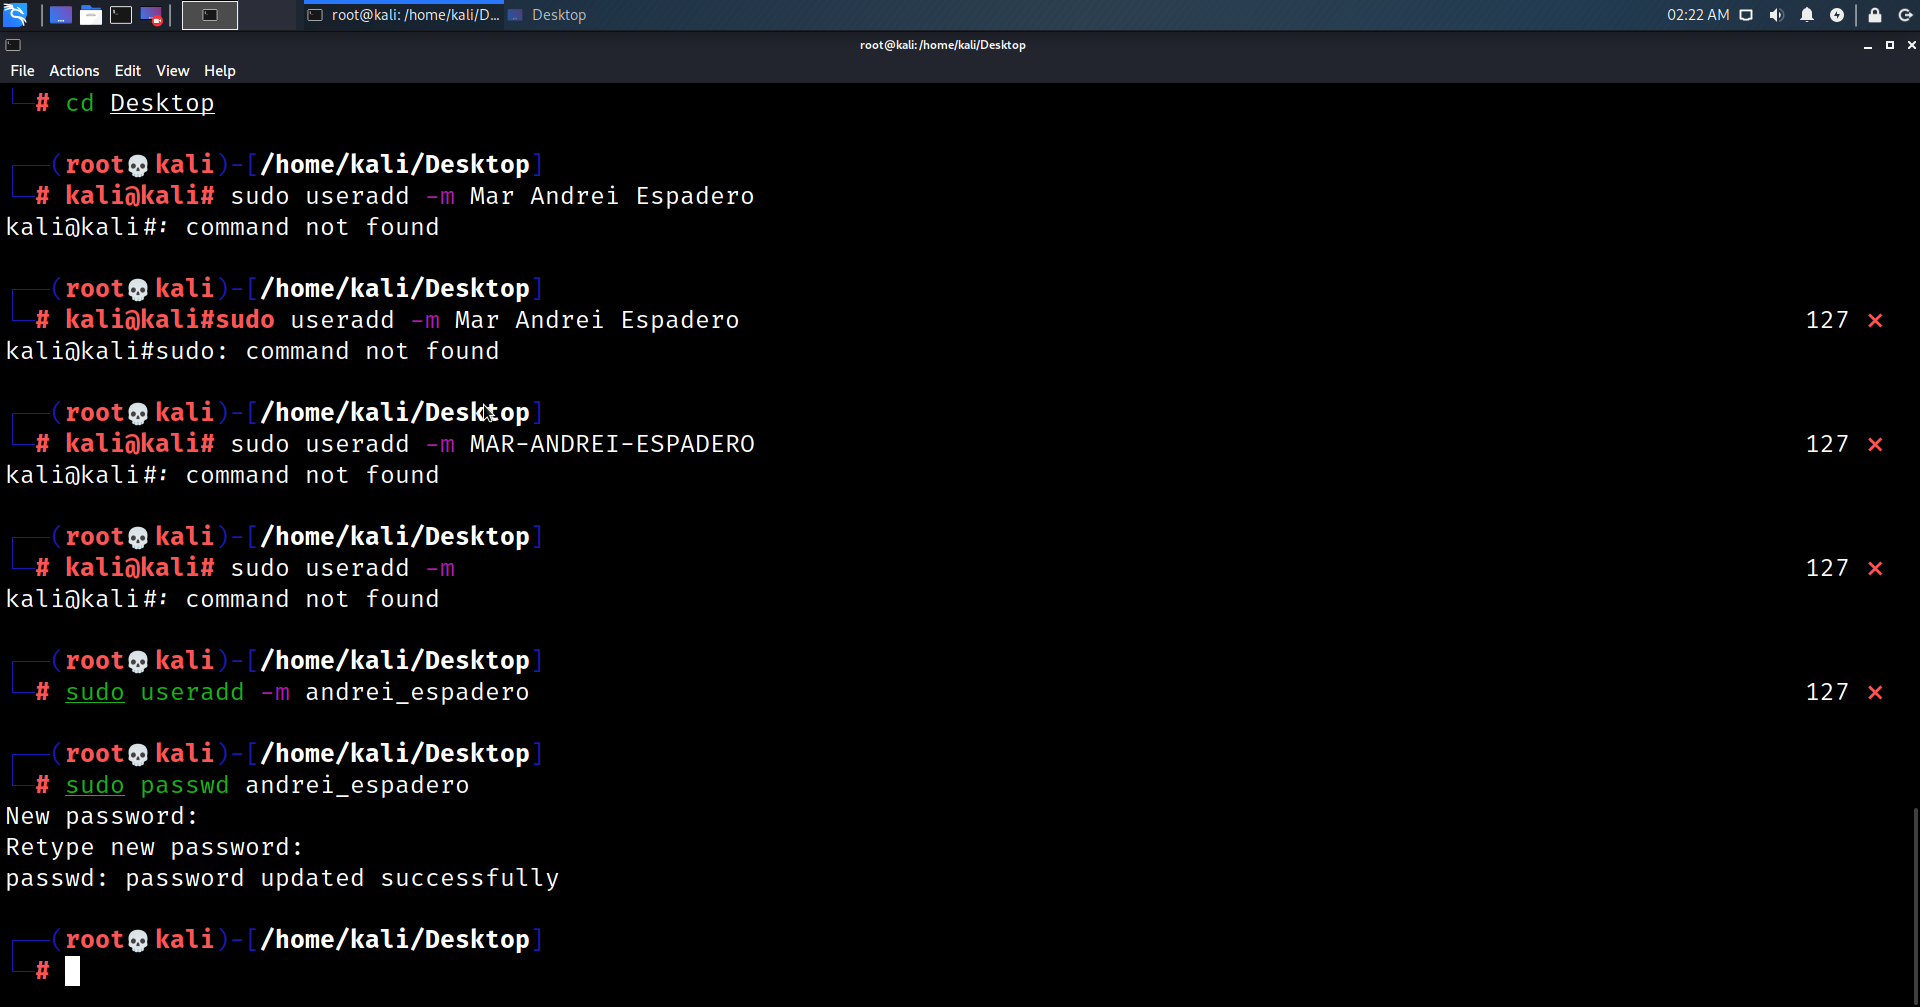 root@kali: /home/kali/D...
Desktop
02:22 AM
root@kali: /home/kali/Desktop
File Actions Edit View Help
└─# cd Desktop
┌──(root💀kali)-[/home/kali/Desktop]
└─# kali@kali# sudo useradd -m Mar Andrei Espadero
kali@kali#: command not found
┌──(root💀kali)-[/home/kali/Desktop]
└─# kali@kali#sudo useradd -m Mar Andrei Espadero 127 ⨯
kali@kali#sudo: command not found
┌──(root💀kali)-[/home/kali/Desktop]
└─# kali@kali# sudo useradd -m MAR-ANDREI-ESPADERO 127 ⨯
kali@kali#: command not found
┌──(root💀kali)-[/home/kali/Desktop]
└─# kali@kali# sudo useradd -m 127 ⨯
kali@kali#: command not found
┌──(root💀kali)-[/home/kali/Desktop]
└─# sudo useradd -m andrei_espadero 127 ⨯
┌──(root💀kali)-[/home/kali/Desktop]
└─# sudo passwd andrei_espadero
New password:
Retype new password:
passwd: password updated successfully
┌──(root💀kali)-[/home/kali/Desktop]
└─#